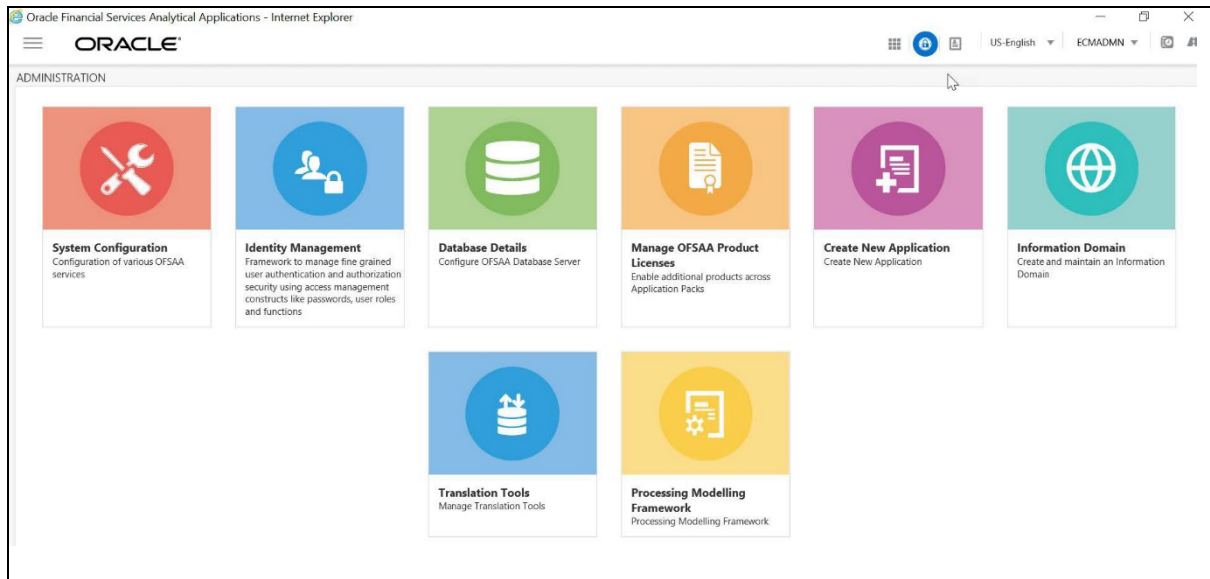 Oracle Financial Services Analytical Applications - Internet Explorer
ORACLE
US-English
ECMADMN
ADMINISTRATION
System Configuration
Configuration of various OFSAA
services
Identity Management
Framework to manage fine grained
user authentication and authorization
security using access management
constructs like passwords, user roles
and functions
Database Details
Configure OFSAA Database Server
Manage OFSAA Product
Licenses
Enable additional products across
Application Packs
Create New Application
Create New Application
Information Domain
Create and maintain an Information
Domain
Translation Tools
Manage Translation Tools
Processing Modelling
Framework
Processing Modelling Framework